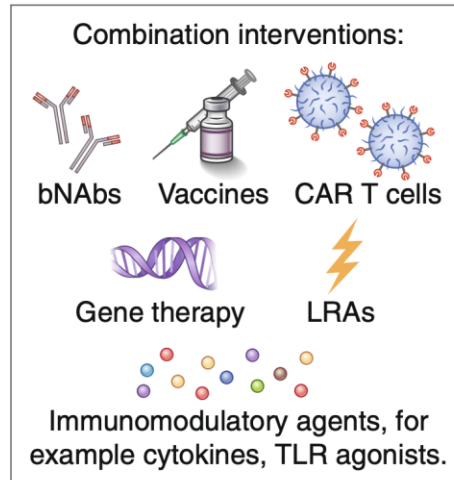 Combination interventions:
bNAbs Vaccines CAR T cells
Gene therapy LRAs
Immunomodulatory agents, for
example cytokines, TLR agonists.